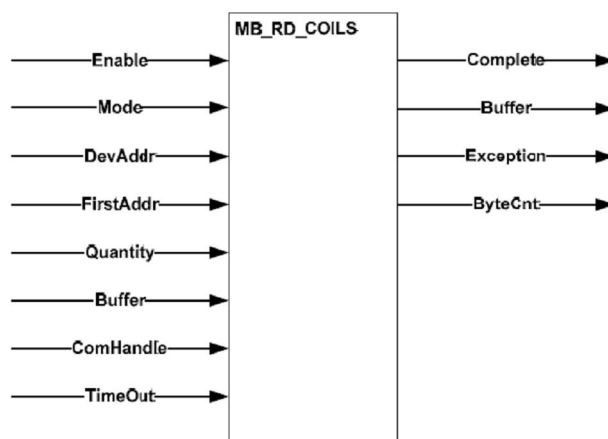 MB_RD_COILS
Enable
Mode
DevAddr
FirstAddr
Quantity
Buffer
ComHandle
TimeOut
Complete
Buffer
Exception
ByteCnt